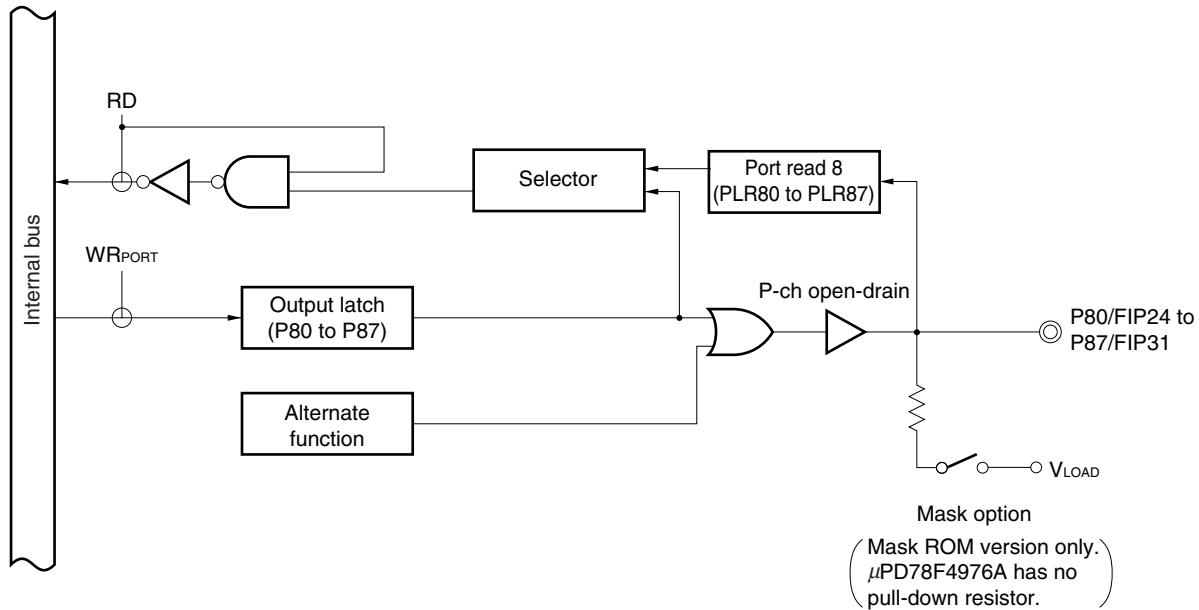 RD
Selector
Port read 8
(PLR80 to PLR87)
Internal bus
WRPORT
Output latch
(P80 to P87)
P-ch open-drain
P80/FIP24 to
P87/FIP31
Alternate
function
VLOAD
Mask option
Mask ROM version only.
μPD78F4976A has no
pull-down resistor.